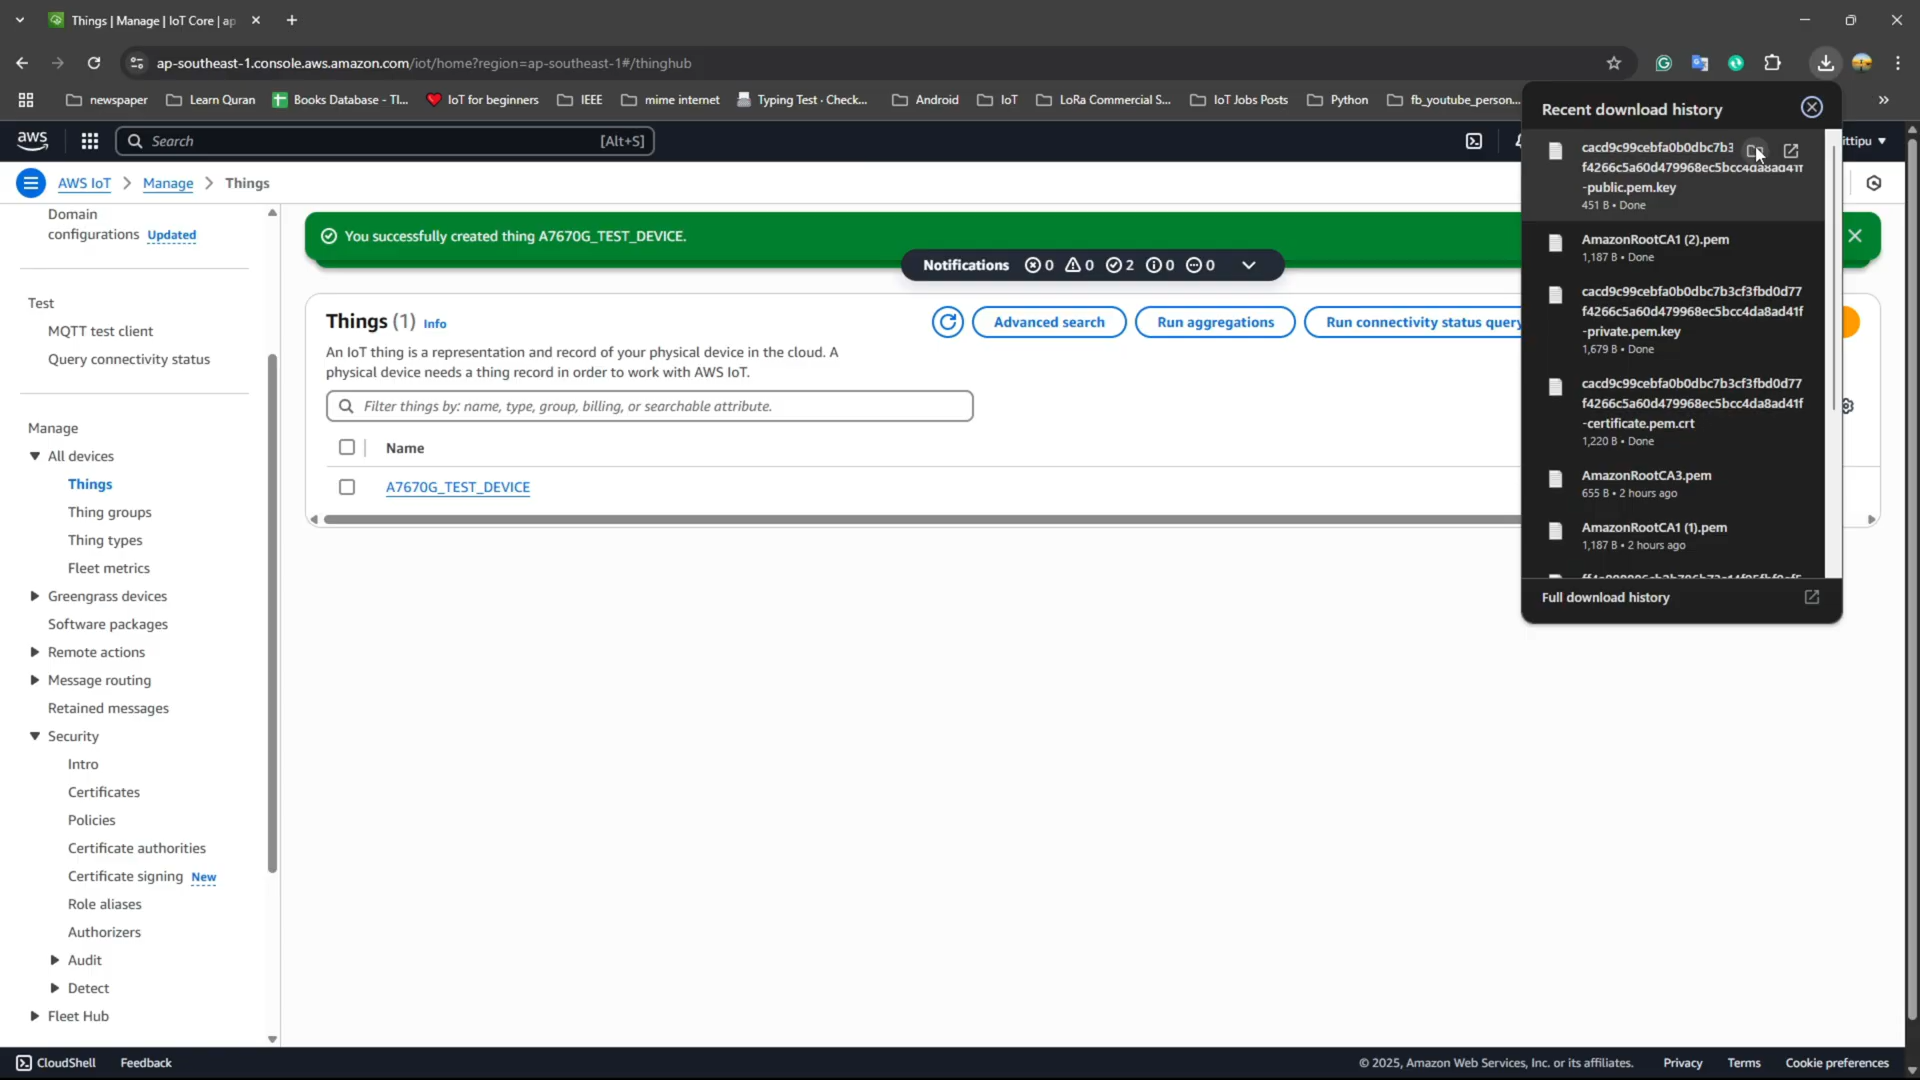 Things | Manage | IoT Core | ap
ap-southeast-1.console.aws.amazon.com/iot/home?region=ap-southeast-1#/thinghub
newspaper
Learn Quran
Books Database - Tl...
IoT for beginners
IEEE
mime internet
Typing Test · Check...
Android
IoT
LoRa Commercial S...
IoT Jobs Posts
Python
fb_youtube_person...
»
aws
Search
[Alt+S]
ittipu
AWS IoT
Manage
Things
Domain
configurations Updated
Test
MQTT test client
Query connectivity status
Manage
All devices
Things
Thing groups
Thing types
Fleet metrics
Greengrass devices
Software packages
Remote actions
Message routing
Retained messages
Security
Intro
Certificates
Policies
Certificate authorities
Certificate signing New
Role aliases
Authorizers
Audit
Detect
Fleet Hub
You successfully created thing A7670G_TEST_DEVICE.
Notifications 0 0 2 0 0
Things (1) Info
Advanced search
Run aggregations
Run connectivity status query
An IoT thing is a representation and record of your physical device in the cloud. A
physical device needs a thing record in order to work with AWS IoT.
Filter things by: name, type, group, billing, or searchable attribute.
Name
A7670G_TEST_DEVICE
Recent download history
cacd9c99cebfa0b0dbc7b3
f4266c5a60d479968ec5bcc4da8ad41f
-public.pem.key
451 B • Done
AmazonRootCA1 (2).pem
1,187 B • Done
cacd9c99cebfa0b0dbc7b3cf3fbd0d77
f4266c5a60d479968ec5bcc4da8ad41f
-private.pem.key
1,679 B • Done
cacd9c99cebfa0b0dbc7b3cf3fbd0d77
f4266c5a60d479968ec5bcc4da8ad41f
-certificate.pem.crt
1,220 B • Done
AmazonRootCA3.pem
655 B • 2 hours ago
AmazonRootCA1 (1).pem
1,187 B • 2 hours ago
Full download history
CloudShell
Feedback
© 2025, Amazon Web Services, Inc. or its affiliates.
Privacy
Terms
Cookie preferences